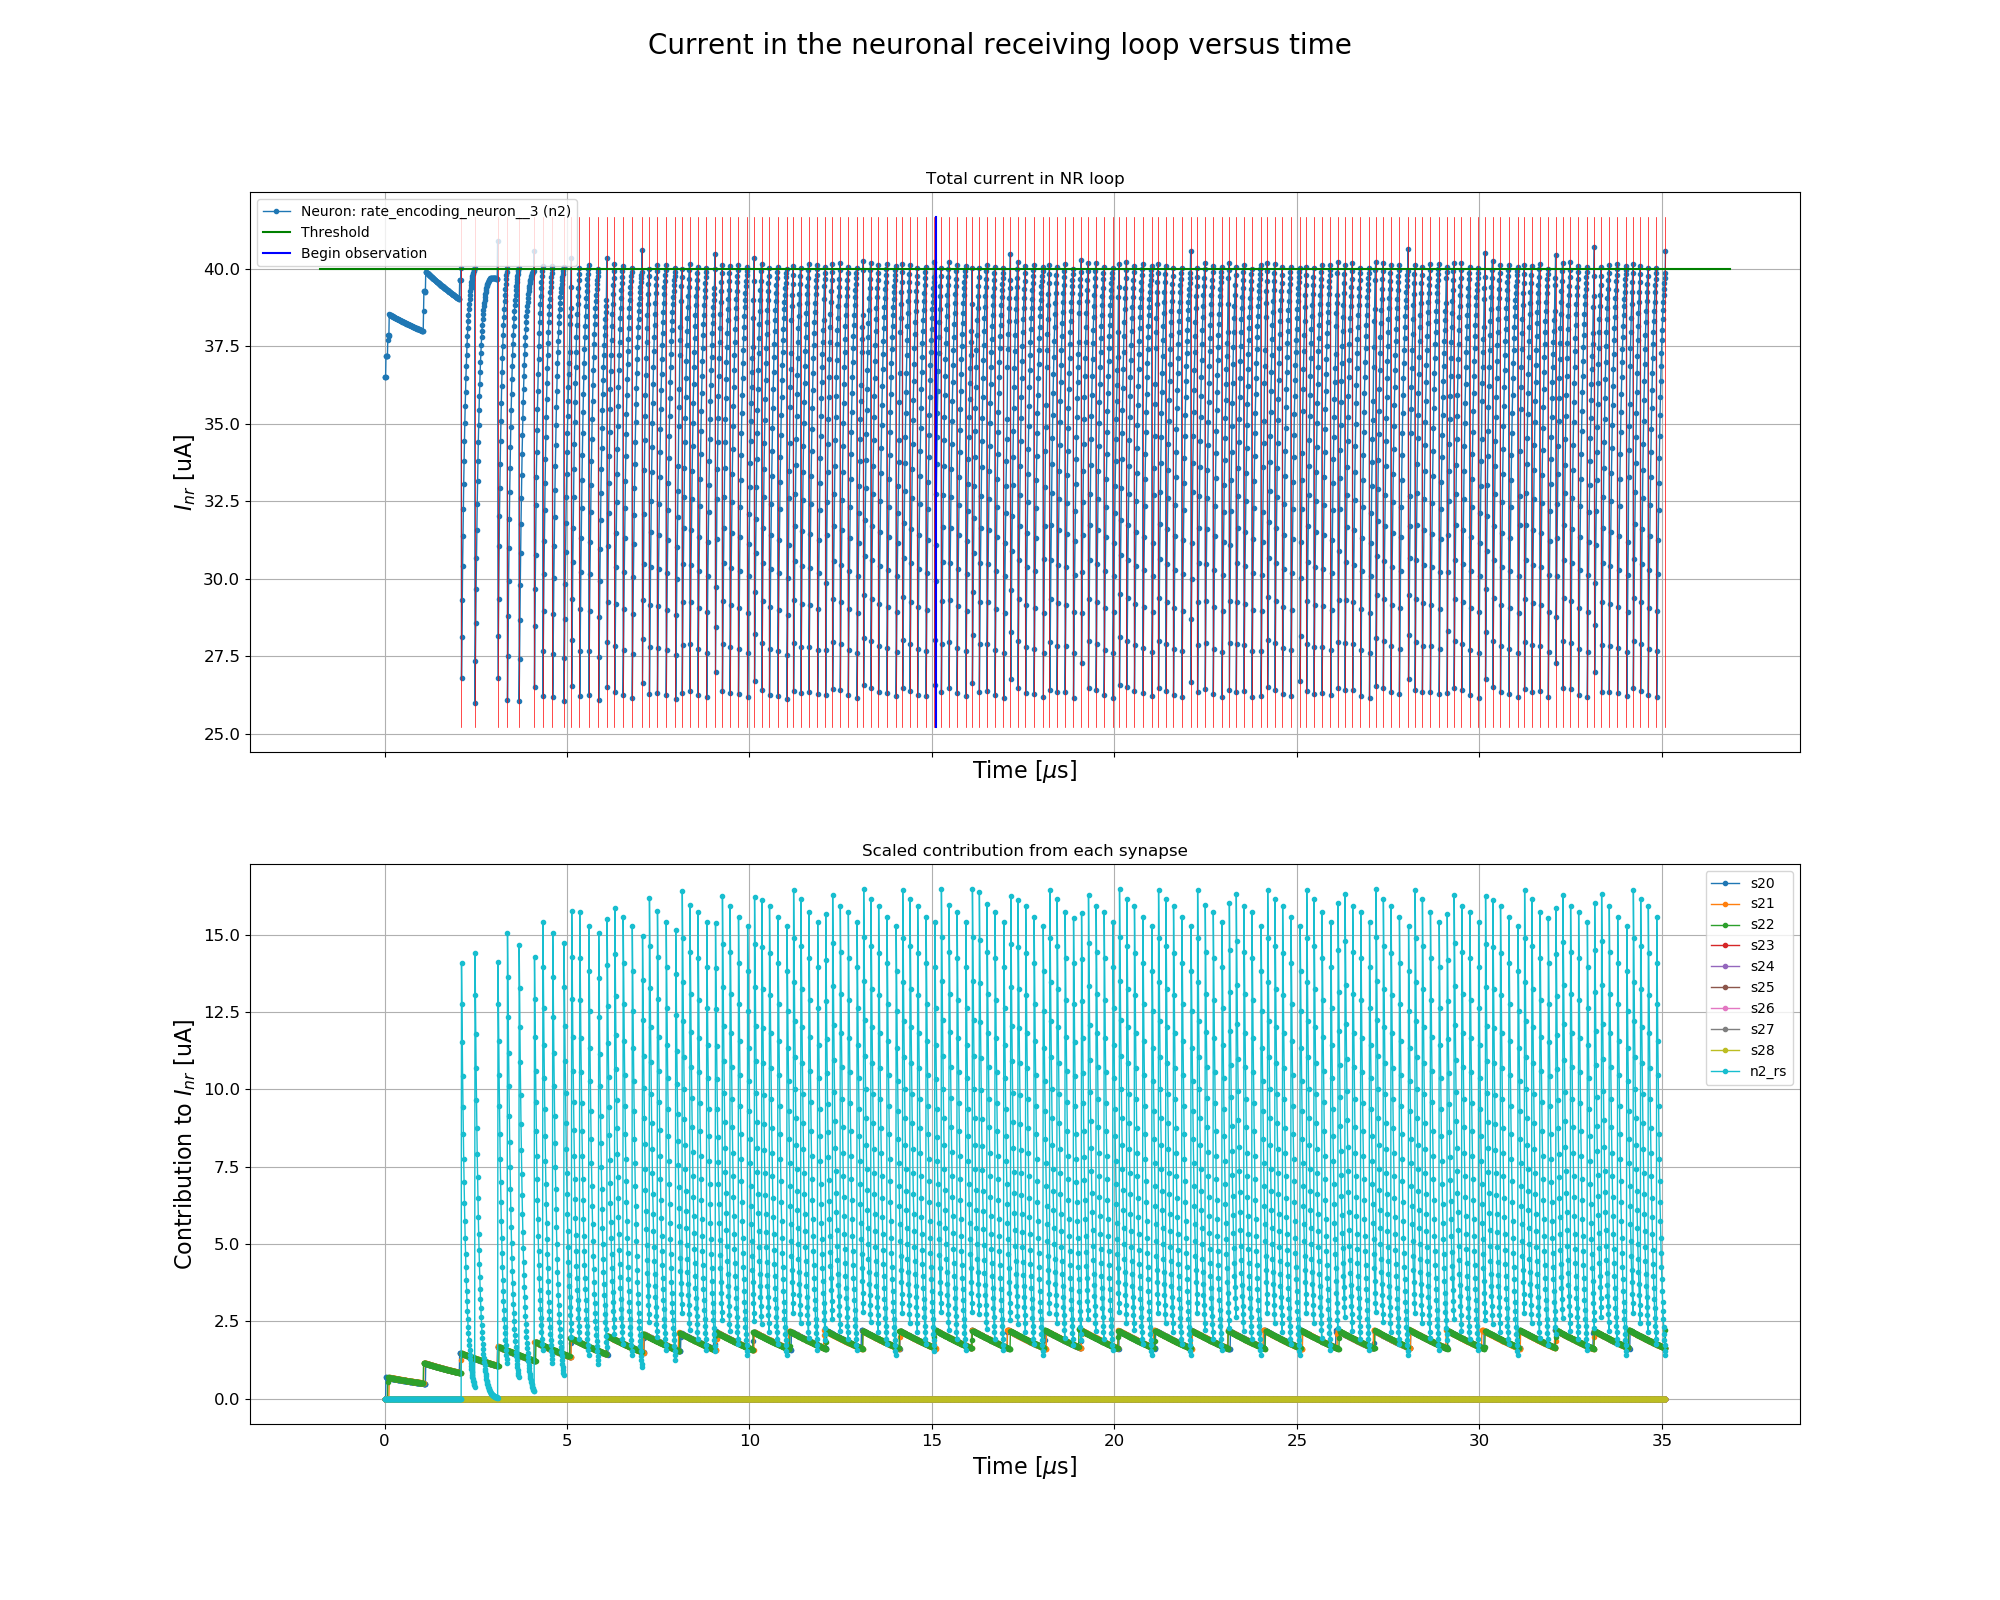 Current in the neuronal receiving loop versus time
Total current in NR loop
Neuron: rate_encoding_neuron__3 (n2)
Threshold
Begin observation
40.0
37.5
35.0
32.5
30.0
27.5
25.0
I_nr [uA]
Time [μs]
Scaled contribution from each synapse
s20
s21
s22
s23
s24
s25
s26
s27
s28
n2_rs
15.0
12.5
10.0
7.5
5.0
2.5
0.0
Contribution to I_nr [uA]
0 5 10 15 20 25 30 35
Time [μs]